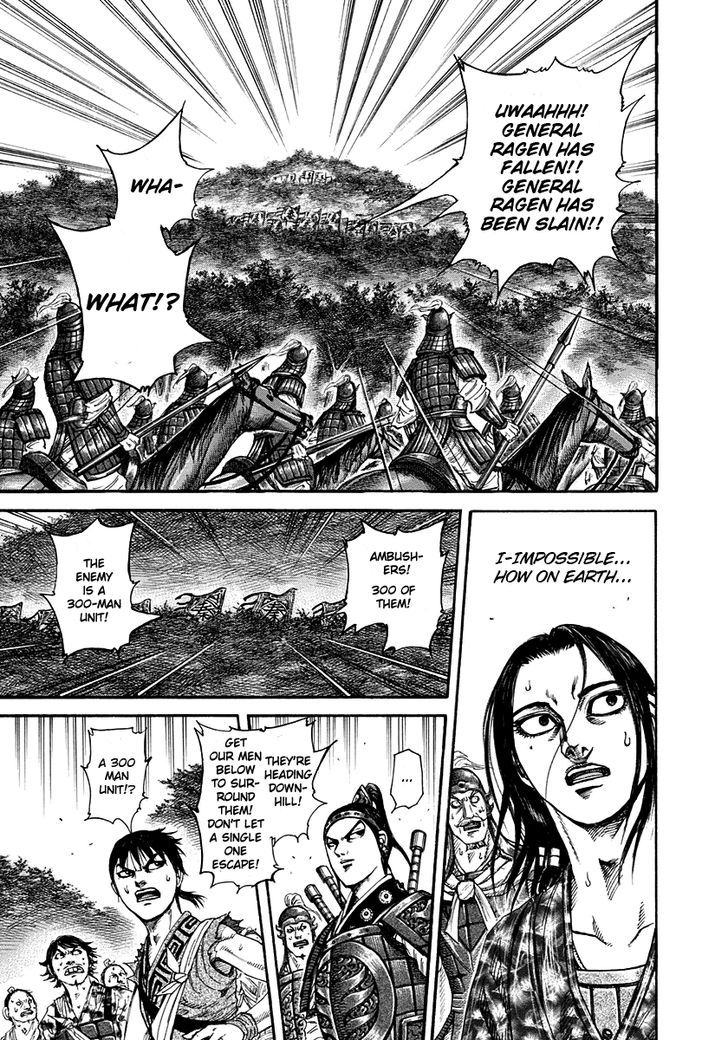 UWAAHHH!
GENERAL
RAGEN HAS
FALLEN!!
GENERAL
RAGEN HAS
BEEN SLAIN!!
WHA-
WHAT!?
I-IMPOSSIBLE...
HOW ON EARTH...
AMBUSH-
ERS!
300 OF
THEM!
THE
ENEMY
IS A
300-MAN
UNIT!
...
THEY'RE
HEADING
DOWN-
HILL!
GET
OUR MEN
BELOW
TO SUR-
ROUND
THEM!
DON'T LET
A SINGLE
ONE
ESCAPE!
A 300
MAN
UNIT!?